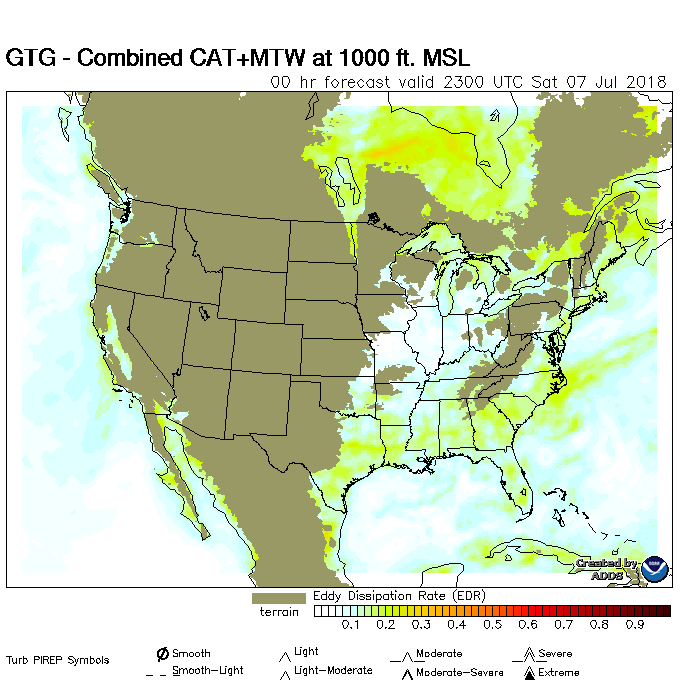 GTG - Combined CAT+MTW at 1000 ft. MSL
00 hr forecast valid 2300 UTC Sat 07 Jul 2018
Created by
ADDS
Eddy Dissipation Rate (EDR)
terrain
0.1 0.2 0.3 0.4 0.5 0.6 0.7 0.8 0.9
Turb PIREP Symbols
Smooth Light Moderate Severe
Smooth-Light Light-Moderate Moderate-Severe Extreme